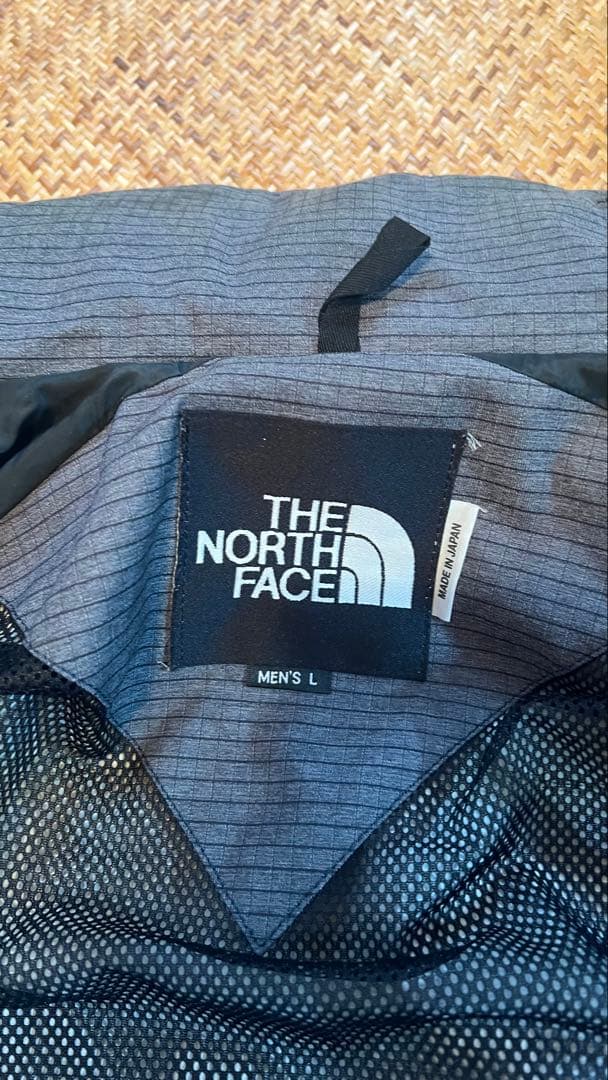 THE
NORTH
FACE
MADE IN JAPAN
MEN'S L